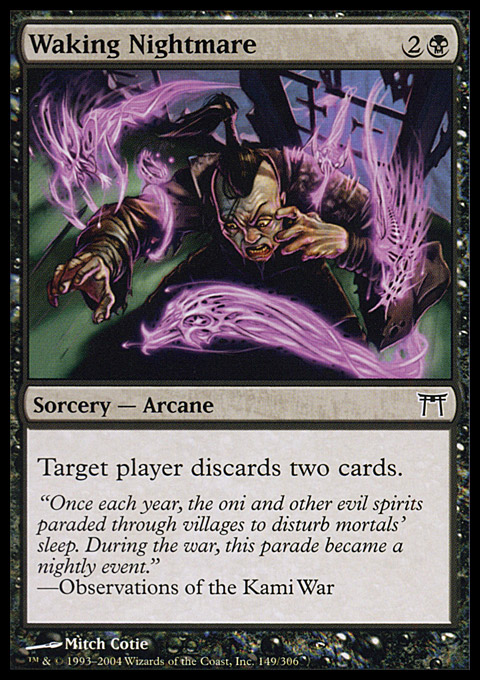 Waking Nightmare 2
Sorcery — Arcane
Target player discards two cards.
“Once each year, the oni and other evil spirits
paraded through villages to disturb mortals’
sleep. During the war, this parade became a
nightly event.”
—Observations of the Kami War
Mitch Cotie
™ & © 1993–2004 Wizards of the Coast, Inc. 149/306